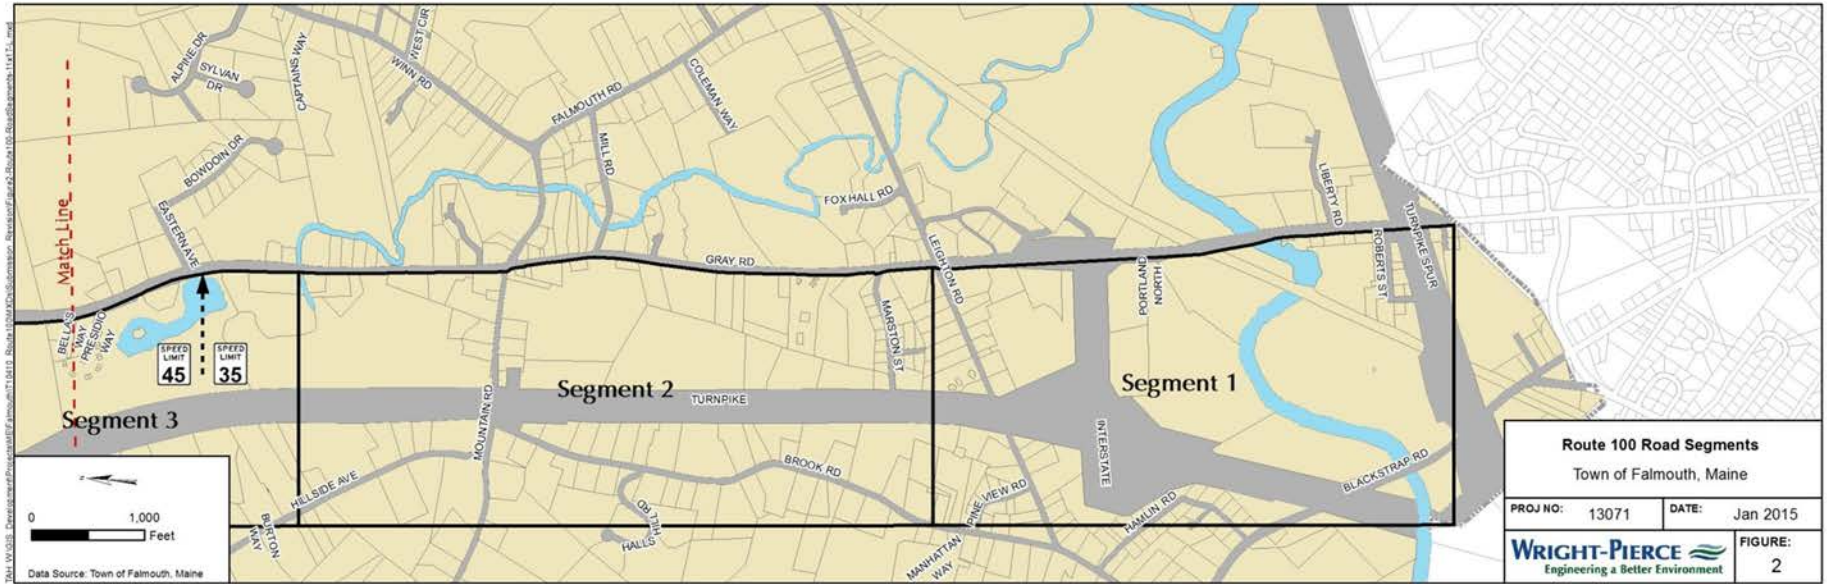 ALPINE DR
SYLVAN
DR
CAPTAINS WAY
WEST CIR
WINN RD
FALMOUTH RD
COLEMAN WAY
MILL RD
BOWDOIN DR
EASTERN AVE
Match Line
FOX HALL RD
LIBERTY RD
TURNPIKE SPUR
ROBERTS ST
GRAY RD
LEIGHTON RD
PORTLAND
NORTH
BELLA'S
WAY
PRESIDIO
WAY
SPEED
LIMIT
45
SPEED
LIMIT
35
MARSTON ST
Segment 3
Segment 2
Segment 1
TURNPIKE
MOUNTAIN RD
INTERSTATE
HILLSIDE AVE
BROOK RD
BLACKSTRAP RD
PINE VIEW RD
HAMLIN RD
BURTON
WAY
HALLS
HILL RD
MANHATTAN
WAY
0 1,000
Feet
Data Source: Town of Falmouth, Maine
Route 100 Road Segments
Town of Falmouth, Maine
PROJ NO: 13071
DATE: Jan 2015
WRIGHT-PIERCE
Engineering a Better Environment
FIGURE:
2